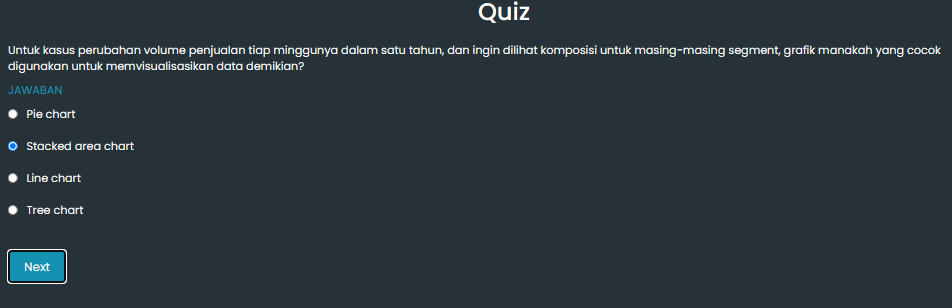 Quiz
Untuk kasus perubahan volume penjualan tiap minggunya dalam satu tahun, dan ingin dilihat komposisi untuk masing-masing segment, grafik manakah yang cocok
digunakan untuk memvisualisasikan data demikian?
JAWABAN
Pie chart
Stacked area chart
Line chart
Tree chart
Next